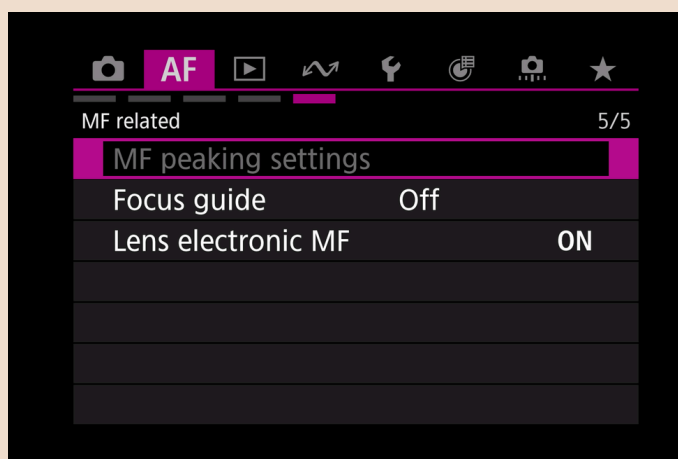 AF
MF related 5/5
MF peaking settings
Focus guide Off
Lens electronic MF ON